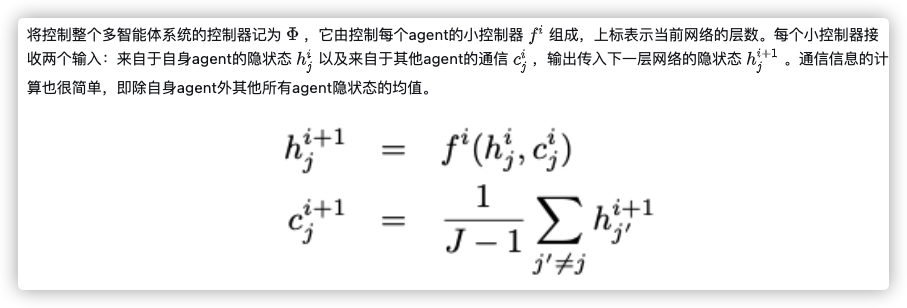 将控制整个多智能体系统的控制器记为 Φ ，它由控制每个agent的小控制器 f^i 组成，上标表示当前网络的层数。每个小控制器接
收两个输入：来自于自身agent的隐状态 h_j^i 以及来自于其他agent的通信 c_j^i ，输出传入下一层网络的隐状态 h_j^{i+1} 。通信信息的计
算也很简单，即除自身agent外其他所有agent隐状态的均值。
h_j^{i+1} = f^i(h_j^i, c_j^i)
c_j^{i+1} = \frac{1}{J-1} \sum_{j'≠j} h_{j'}^{i+1}